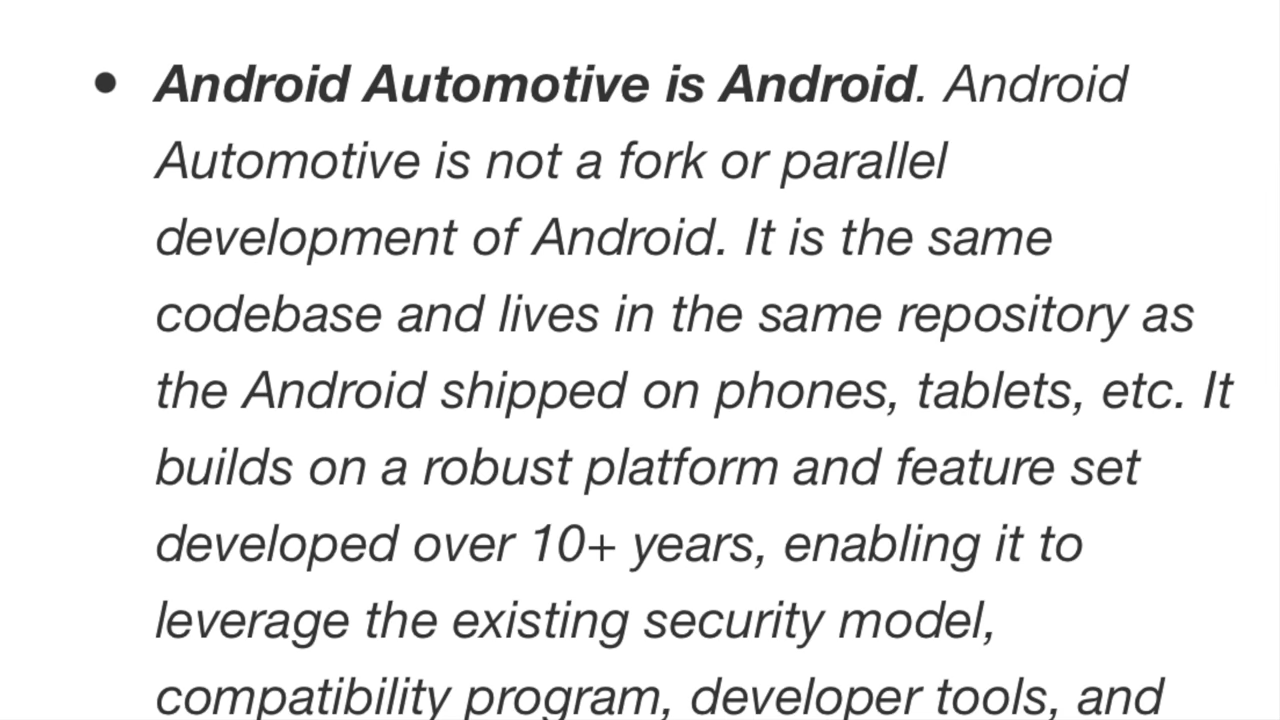 • Android Automotive is Android. Android
Automotive is not a fork or parallel
development of Android. It is the same
codebase and lives in the same repository as
the Android shipped on phones, tablets, etc. It
builds on a robust platform and feature set
developed over 10+ years, enabling it to
leverage the existing security model,
compatibility program, developer tools, and